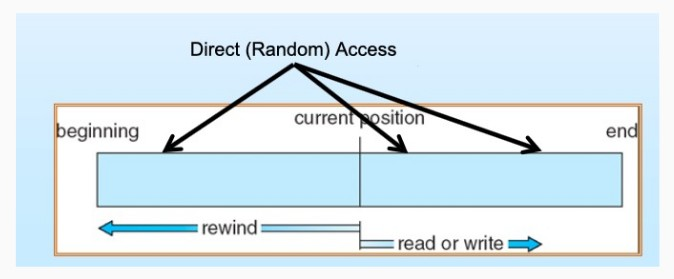 Direct (Random) Access
current position
beginning
end
rewind
read or write